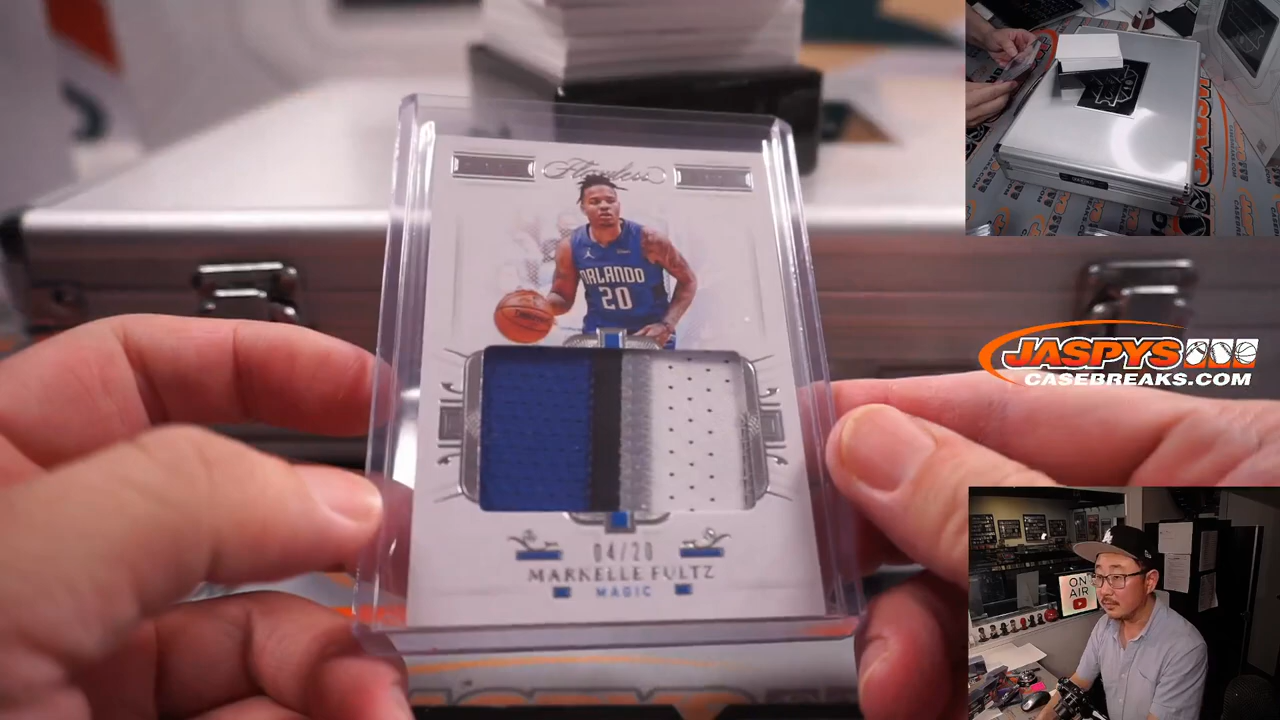 Flawless
ORLANDO
20
04/20
MARKELLE FULTZ
MAGIC
JASPYS
CASEBREAKS.COM
ON
AIR